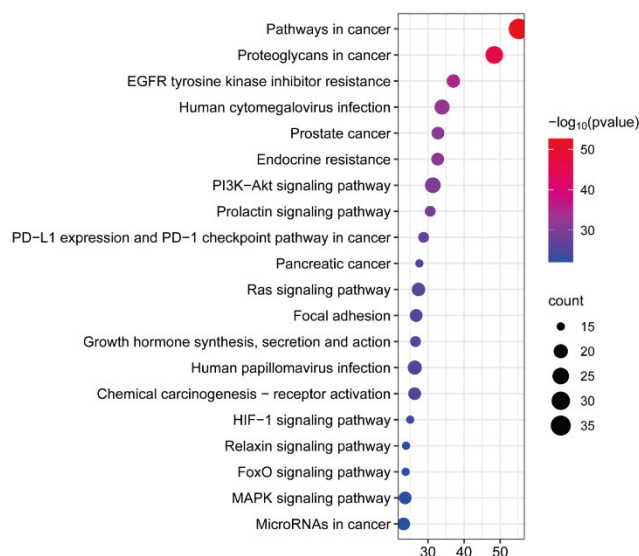 Pathways in cancer
Proteoglycans in cancer
EGFR tyrosine kinase inhibitor resistance
Human cytomegalovirus infection
Prostate cancer
Endocrine resistance
PI3K−Akt signaling pathway
Prolactin signaling pathway
PD−L1 expression and PD−1 checkpoint pathway in cancer
Pancreatic cancer
Ras signaling pathway
Focal adhesion
Growth hormone synthesis, secretion and action
Human papillomavirus infection
Chemical carcinogenesis − receptor activation
HIF−1 signaling pathway
Relaxin signaling pathway
FoxO signaling pathway
MAPK signaling pathway
MicroRNAs in cancer
30 40 50
−log₁₀(pvalue)
50
40
30
count
15
20
25
30
35